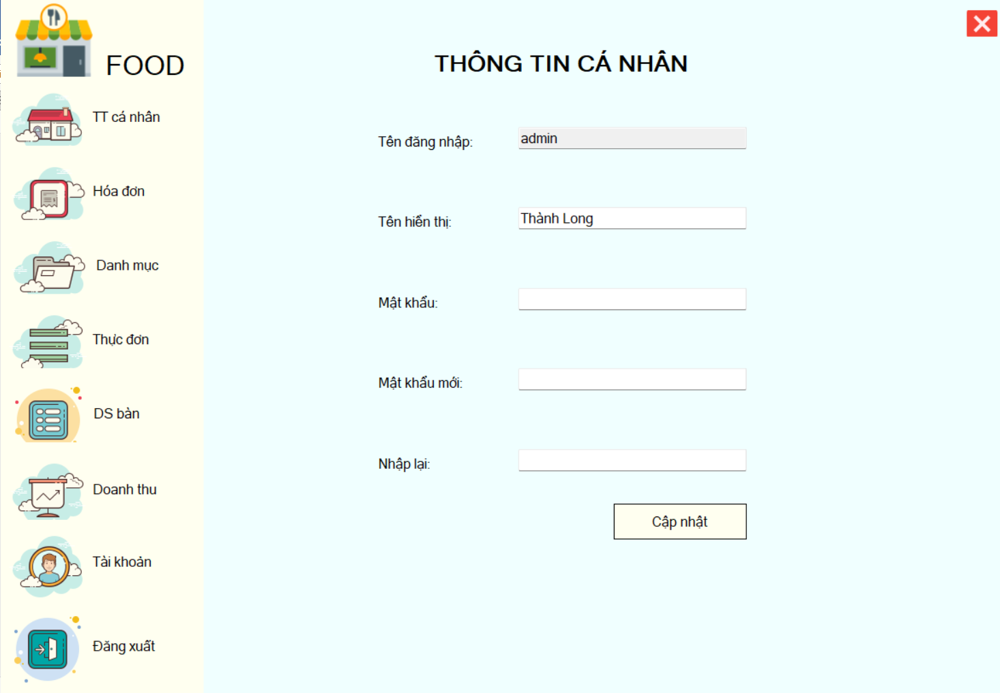 FOOD
TT cá nhân
Hóa đơn
Danh mục
Thực đơn
DS bàn
Doanh thu
Tài khoản
Đăng xuất
THÔNG TIN CÁ NHÂN
Tên đăng nhập: admin
Tên hiển thị: Thành Long
Mật khẩu:
Mật khẩu mới:
Nhập lại:
Cập nhật